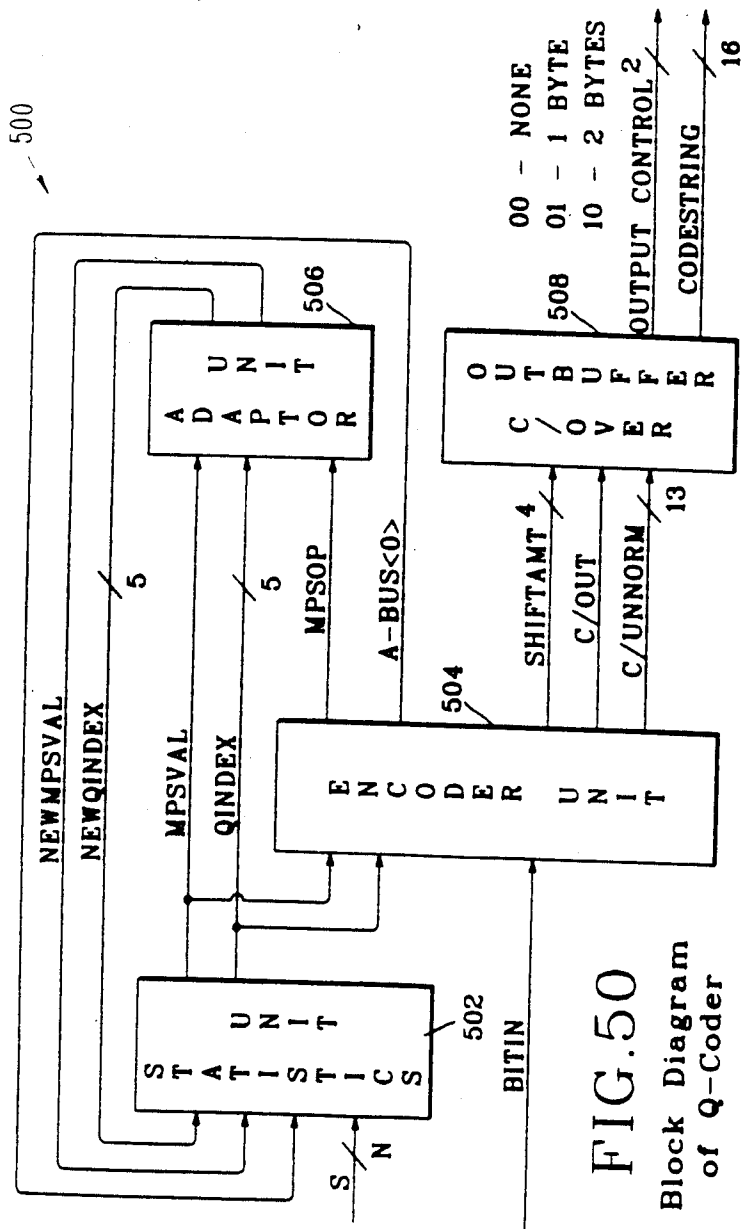 500
NEWMPSVAL
NEWQINDEX
5
MPSVAL
QINDEX
5
MPSOP
A-BUS<0>
ADAPTOR
UNIT
506
STATISTICS
UNIT
502
S
N
BITIN
ENCODER
UNIT
504
SHIFTAMT 4
C/OUT
C/UNNORM
13
C/OVER
OUTBUFFER
508
00 - NONE
01 - 1 BYTE
10 - 2 BYTES
OUTPUT CONTROL 2
CODESTRING
16
FIG.50
Block Diagram
of Q-Coder